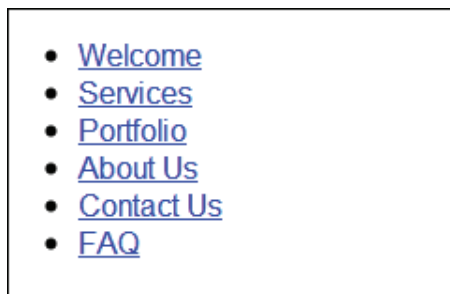 Welcome
Services
Portfolio
About Us
Contact Us
FAQ